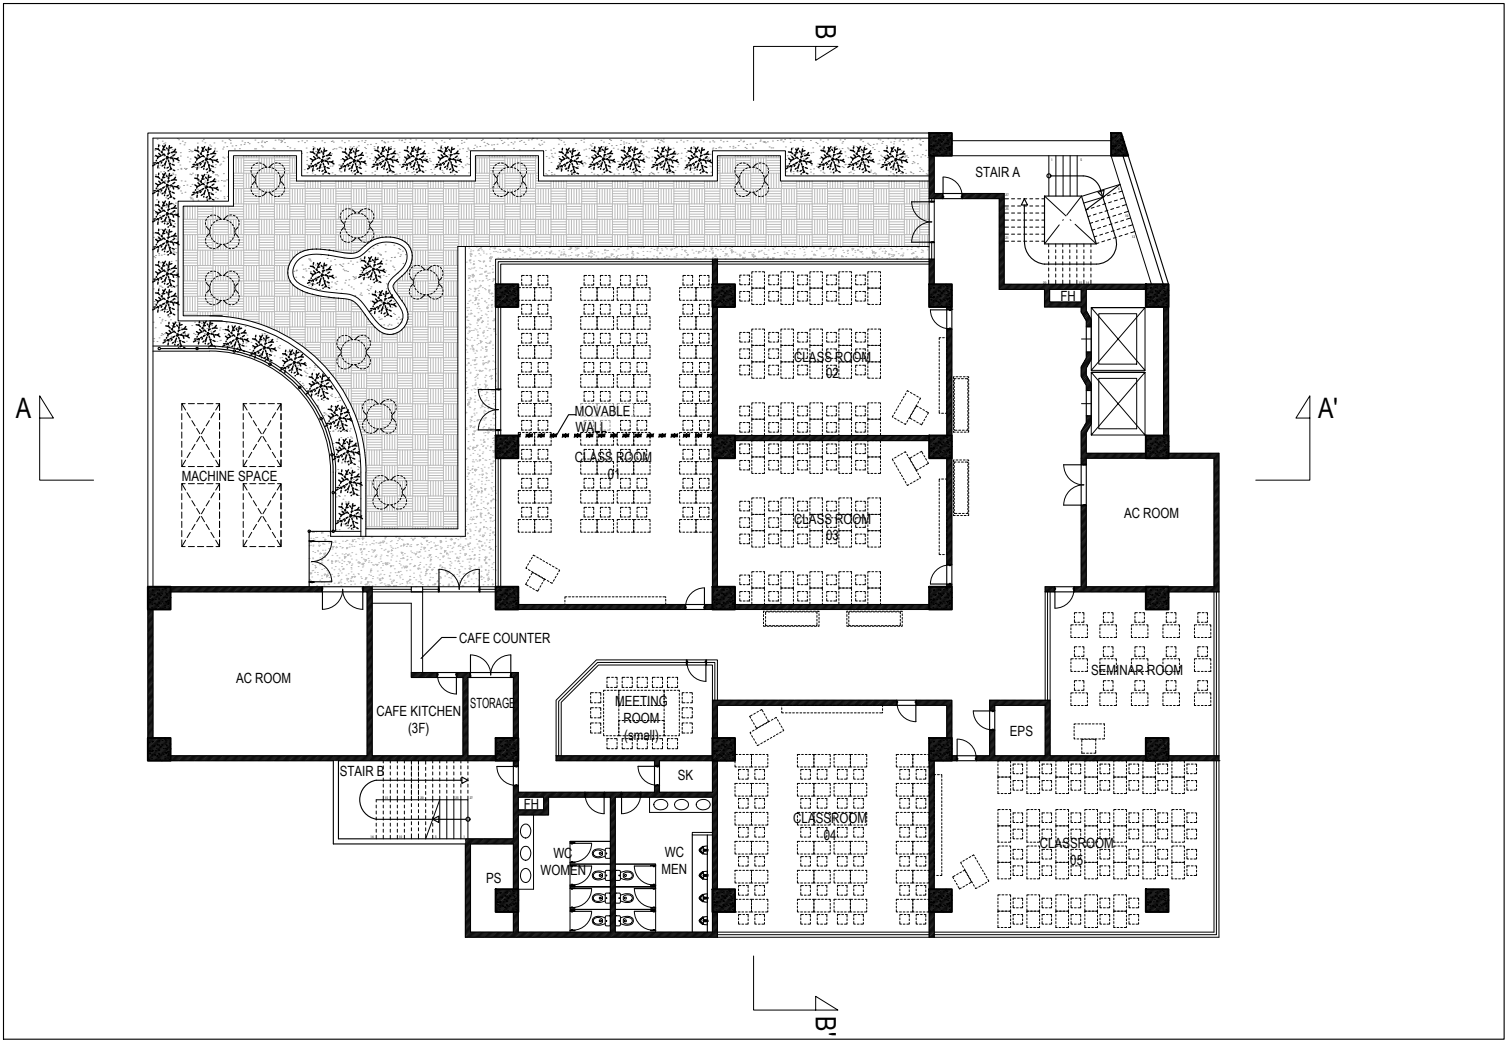 B
STAIR A
FH
CLASS ROOM
02
A
A'
MOVABLE
WALL
CLASS ROOM
01
MACHINE SPACE
CLASS ROOM
03
AC ROOM
CAFE COUNTER
AC ROOM
SEMINAR ROOM
STORAGE
MEETING
ROOM
(small)
CAFE KITCHEN
(3F)
EPS
STAIR B
SK
FH
CLASSROOM
04
CLASSROOM
05
WC
WOMEN
WC
MEN
PS
B'